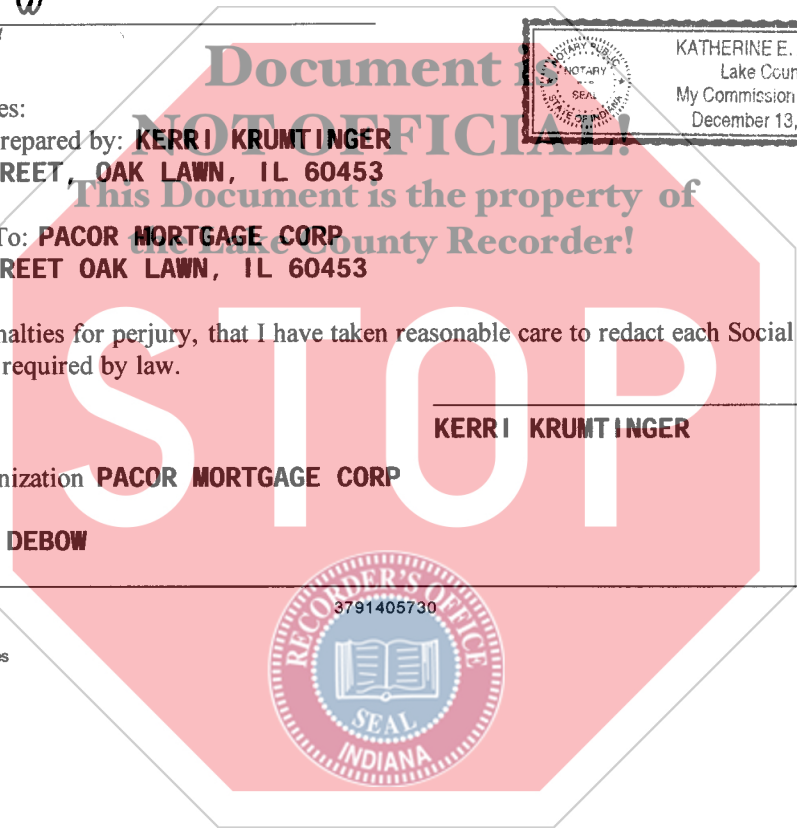 Document is
NOT OFFICIAL!
This Document is the property of
the Lake County Recorder!
STOP
NOTARY PUBLIC
NOTARY
SEAL
STATE OF INDIANA
KATHERINE E.
Lake Coun
My Commission
December 13,
es:
repared by: KERRI KRUMTINGER
REET, OAK LAWN, IL 60453
To: PACOR MORTGAGE CORP
REET OAK LAWN, IL 60453
nalties for perjury, that I have taken reasonable care to redact each Social
required by law.
KERRI KRUMTINGER
nization PACOR MORTGAGE CORP
DEBOW
3791405730
es
RECORDER'S OFFICE
SEAL
INDIANA